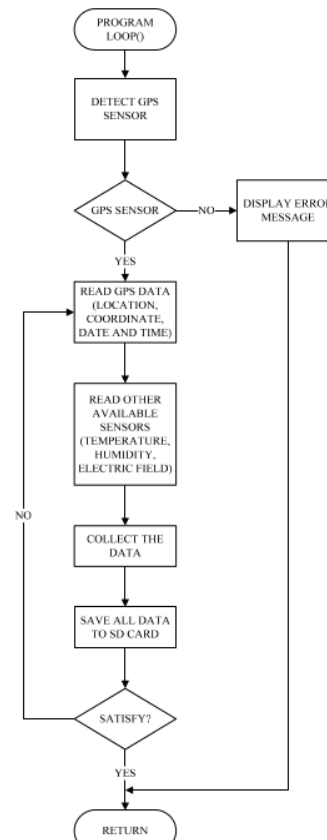 PROGRAM
LOOP()
DETECT GPS
SENSOR
GPS SENSOR
NO
DISPLAY ERROR
MESSAGE
YES
READ GPS DATA
(LOCATION,
COORDINATE,
DATE AND TIME)
READ OTHER
AVAILABLE
SENSORS
(TEMPERATURE,
HUMIDITY,
ELECTRIC FIELD)
NO
COLLECT THE
DATA
SAVE ALL DATA
TO SD CARD
SATISFY?
YES
RETURN